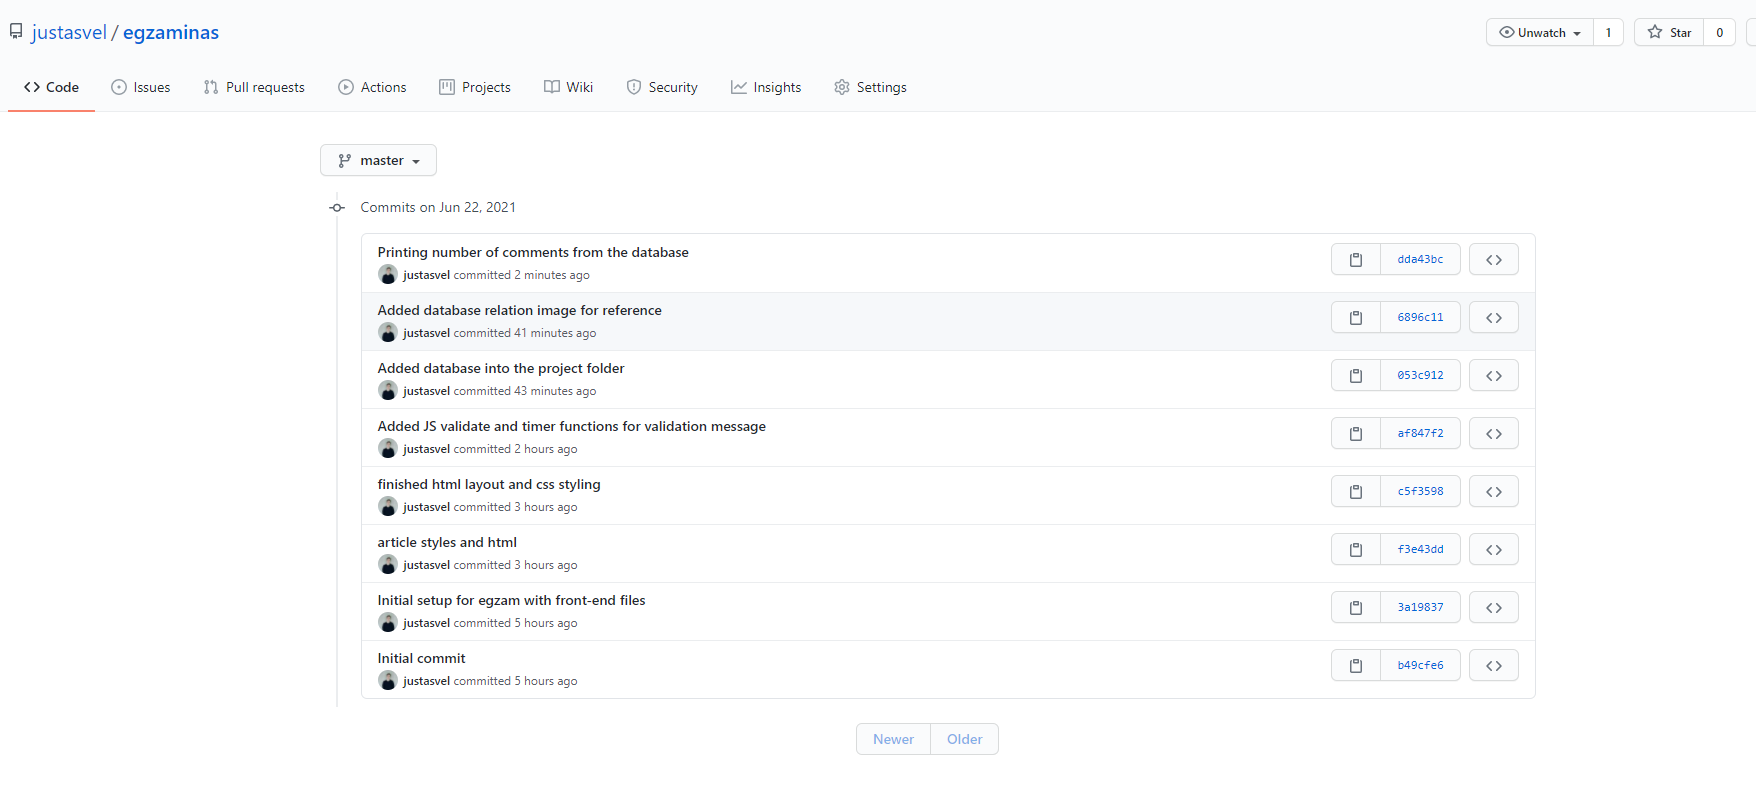 justasvel / egzaminas
Unwatch 1 Star 0
Code Issues Pull requests Actions Projects Wiki Security Insights Settings
master
Commits on Jun 22, 2021
Printing number of comments from the database
justasvel committed 2 minutes ago
dda43bc
Added database relation image for reference
justasvel committed 41 minutes ago
6896c11
Added database into the project folder
justasvel committed 43 minutes ago
053c912
Added JS validate and timer functions for validation message
justasvel committed 2 hours ago
af847f2
finished html layout and css styling
justasvel committed 3 hours ago
c5f3598
article styles and html
justasvel committed 3 hours ago
f3e43dd
Initial setup for egzam with front-end files
justasvel committed 5 hours ago
3a19837
Initial commit
justasvel committed 5 hours ago
b49cfe6
Newer Older